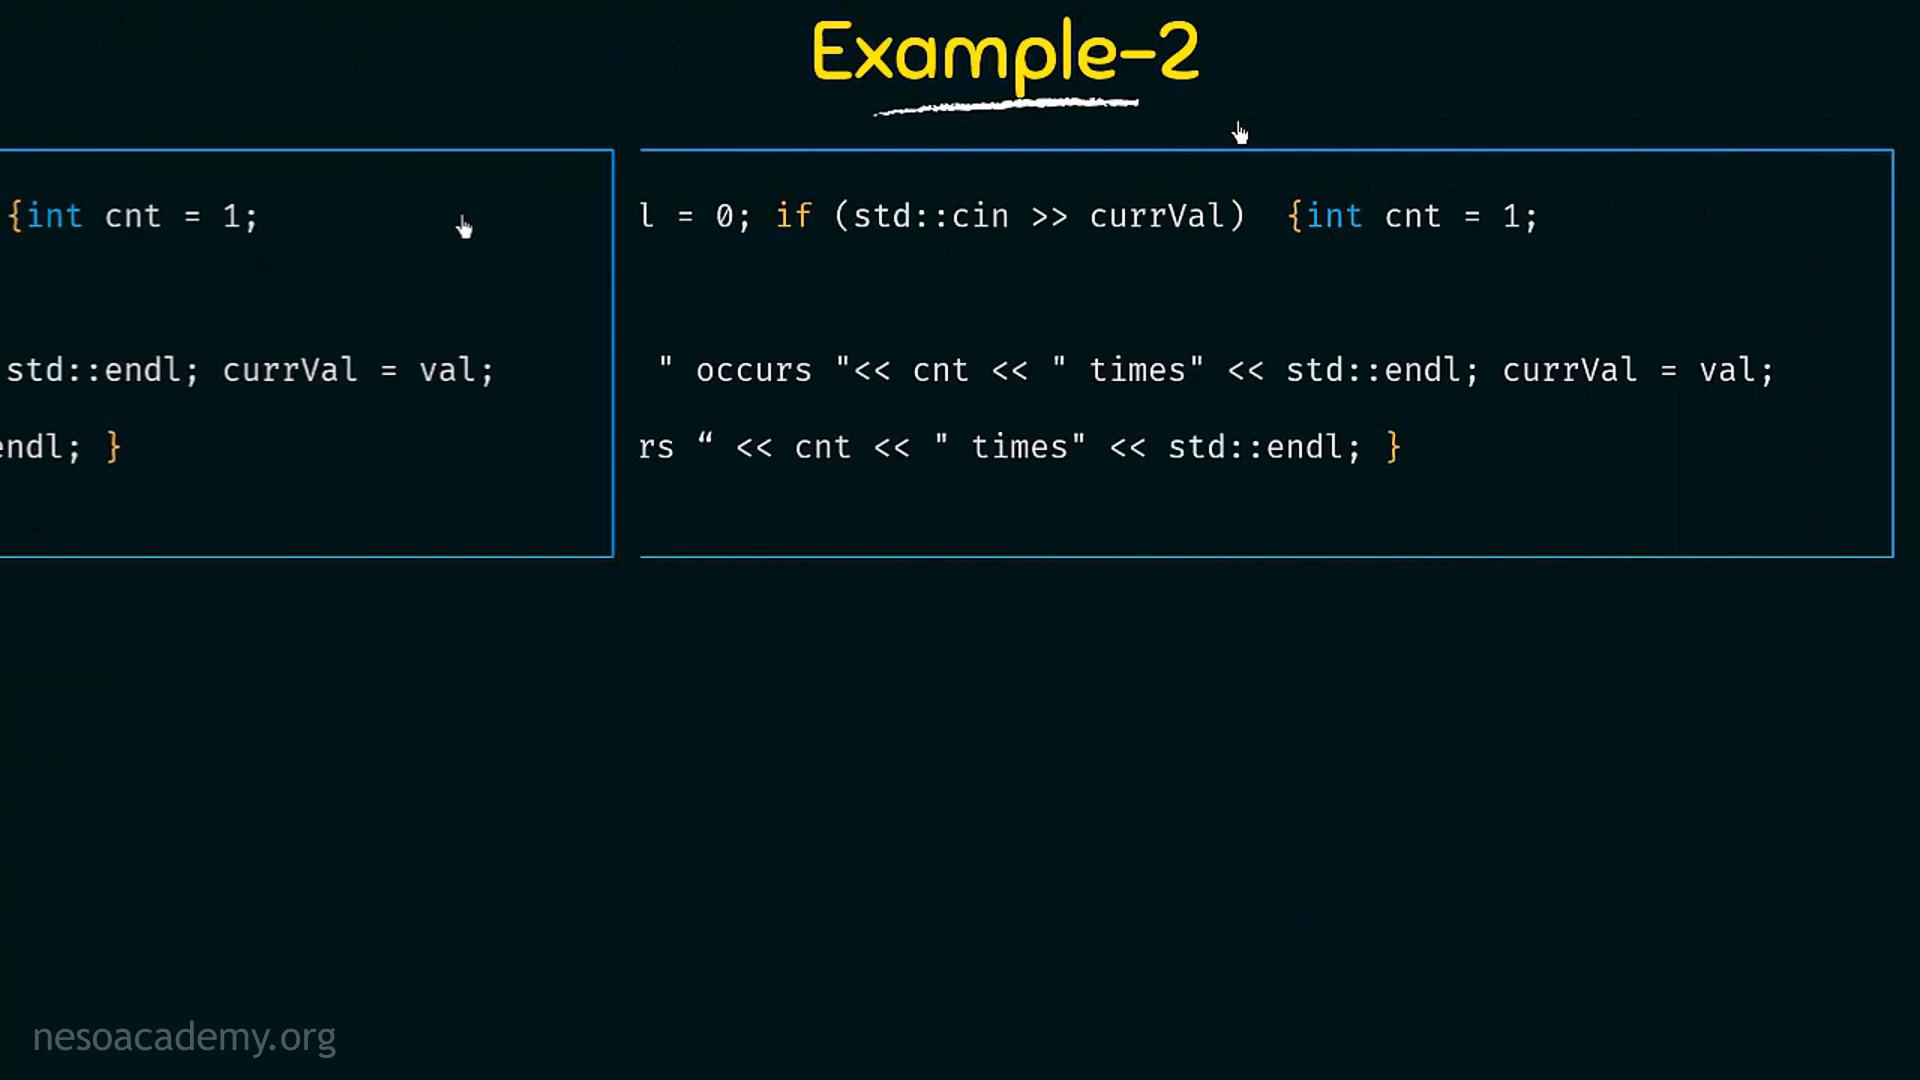 Example-2
{int cnt = 1;
std::endl; currVal = val;
endl; }
l = 0; if (std::cin >> currVal)  {int cnt = 1;
" occurs "<< cnt << " times" << std::endl; currVal = val;
rs “ << cnt << " times" << std::endl; }
nesoacademy.org